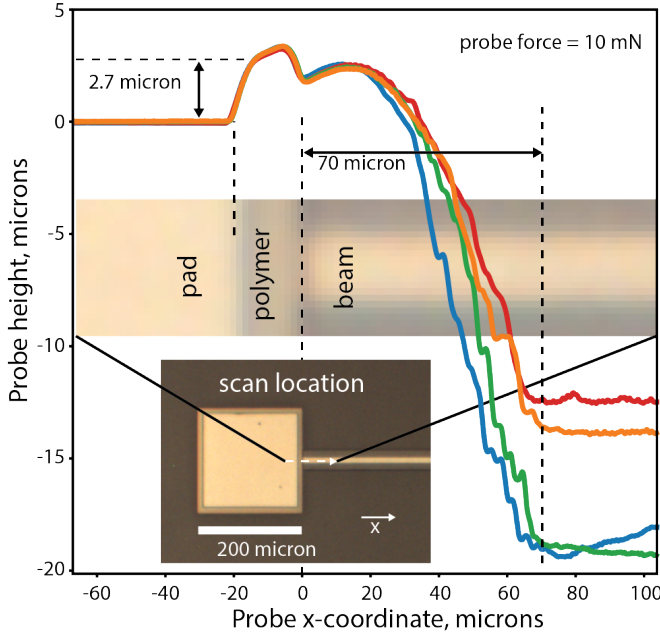 5
0
-5
-10
-15
-20
Probe height, microns
probe force = 10 mN
2.7 micron
70 micron
pad
polymer
beam
scan location
200 micron
x
-60
-40
-20
0
20
40
60
80
100
Probe x-coordinate, microns